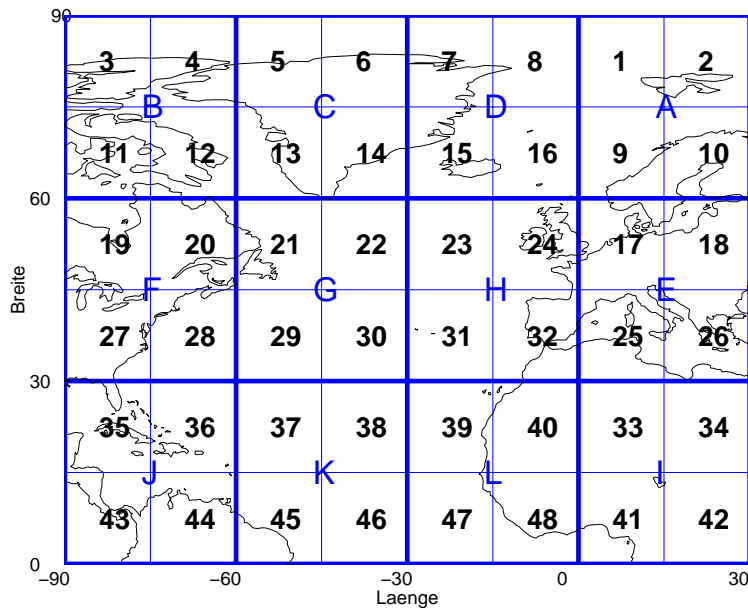 90
3 4 5 6 7 8 1 2
B C D A
11 12 13 14 15 16 9 10
60
19 20 21 22 23 24 17 18
Breite
F G H E
27 28 29 30 31 32 25 26
30
35 36 37 38 39 40 33 34
J K L I
43 44 45 46 47 48 41 42
0
−90 −60 −30 0 30
Laenge